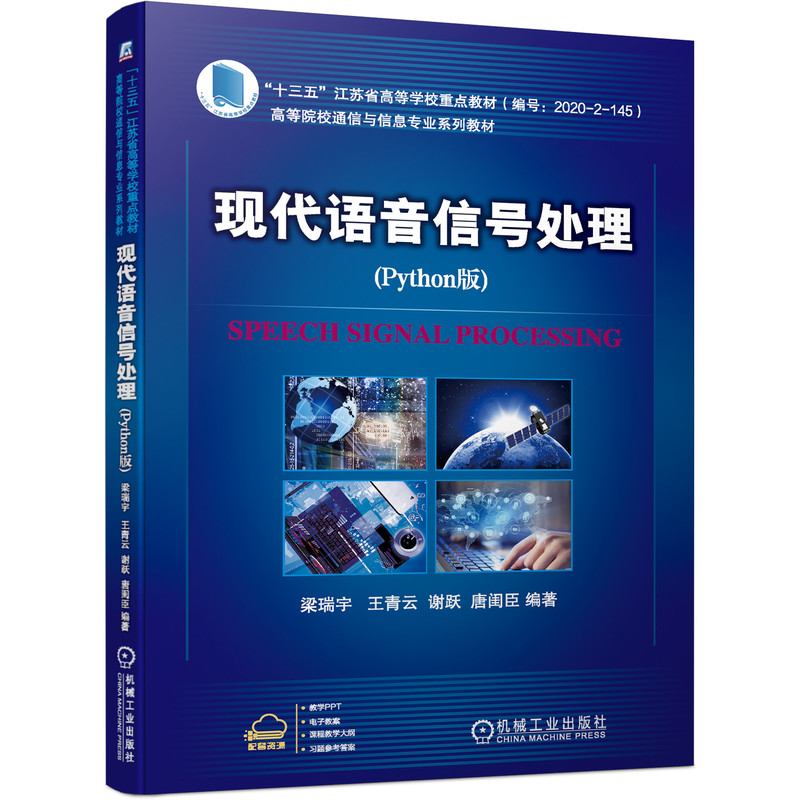 “十三五”江苏省高等学校重点教材（编号：2020-2-145）
高等院校通信与信息专业系列教材
现代语音信号处理
(Python版)
SPEECH SIGNAL PROCESSING
梁瑞宇 王青云 谢跃 唐闺臣 编著
配套资源
·教学PPT
·电子教案
·课程教学大纲
·习题参考答案
机械工业出版社
CHINA MACHINE PRESS
「十三五」江苏省高等学校重点教材
高等院校通信与信息专业系列教材
现代语音信号处理(Python版)
梁瑞宇 王青云 谢跃 唐闺臣 编著
机械工业出版社
CHINA MACHINE PRESS